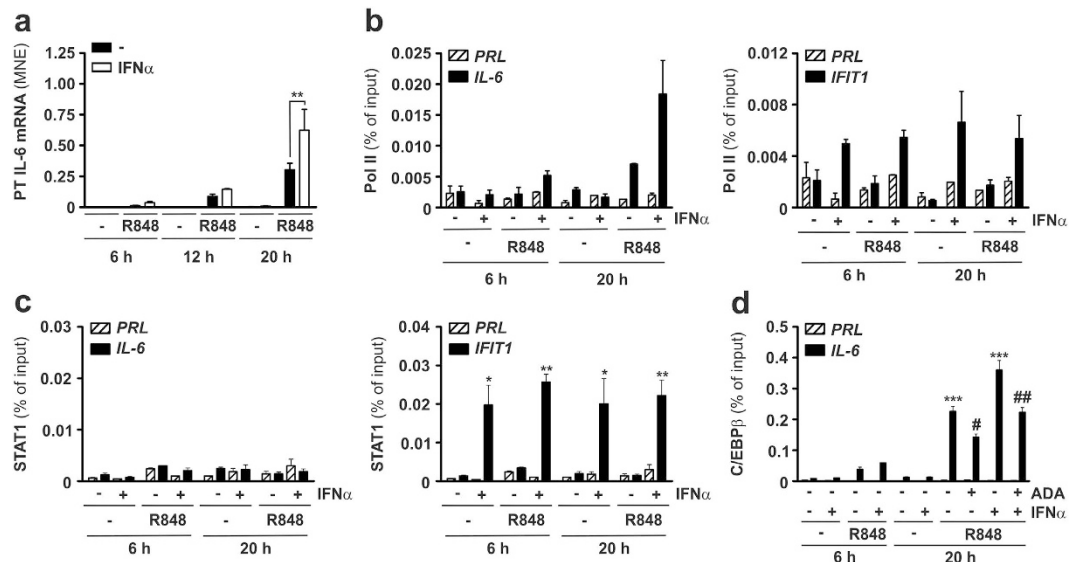 a
-
IFNα
PT IL-6 mRNA (MNE)
1.25
1.00
0.75
0.50
0.25
0
**
R848 R848 R848
6 h 12 h 20 h
b
PRL
IL-6
Pol II (% of input)
0.025
0.020
0.015
0.010
0.005
0.000
- + - + - + - + IFNα
- R848 - R848
6 h 20 h
PRL
IFIT1
Pol II (% of input)
0.012
0.008
0.004
0.000
- + - + - + - + IFNα
- R848 - R848
6 h 20 h
c
PRL
IL-6
STAT1 (% of input)
0.03
0.02
0.01
0.00
- + - + - + - + IFNα
- R848 - R848
6 h 20 h
PRL
IFIT1
STAT1 (% of input)
0.04
0.03
0.02
0.01
0.00
* ** * **
- + - + - + - + IFNα
- R848 - R848
6 h 20 h
d
PRL
IL-6
C/EBPβ (% of input)
0.5
0.4
0.3
0.2
0.1
0.0
*** # *** ##
- - - - - - - + - + ADA
- + - + - + - - + + IFNα
- R848 - R848
6 h 20 h